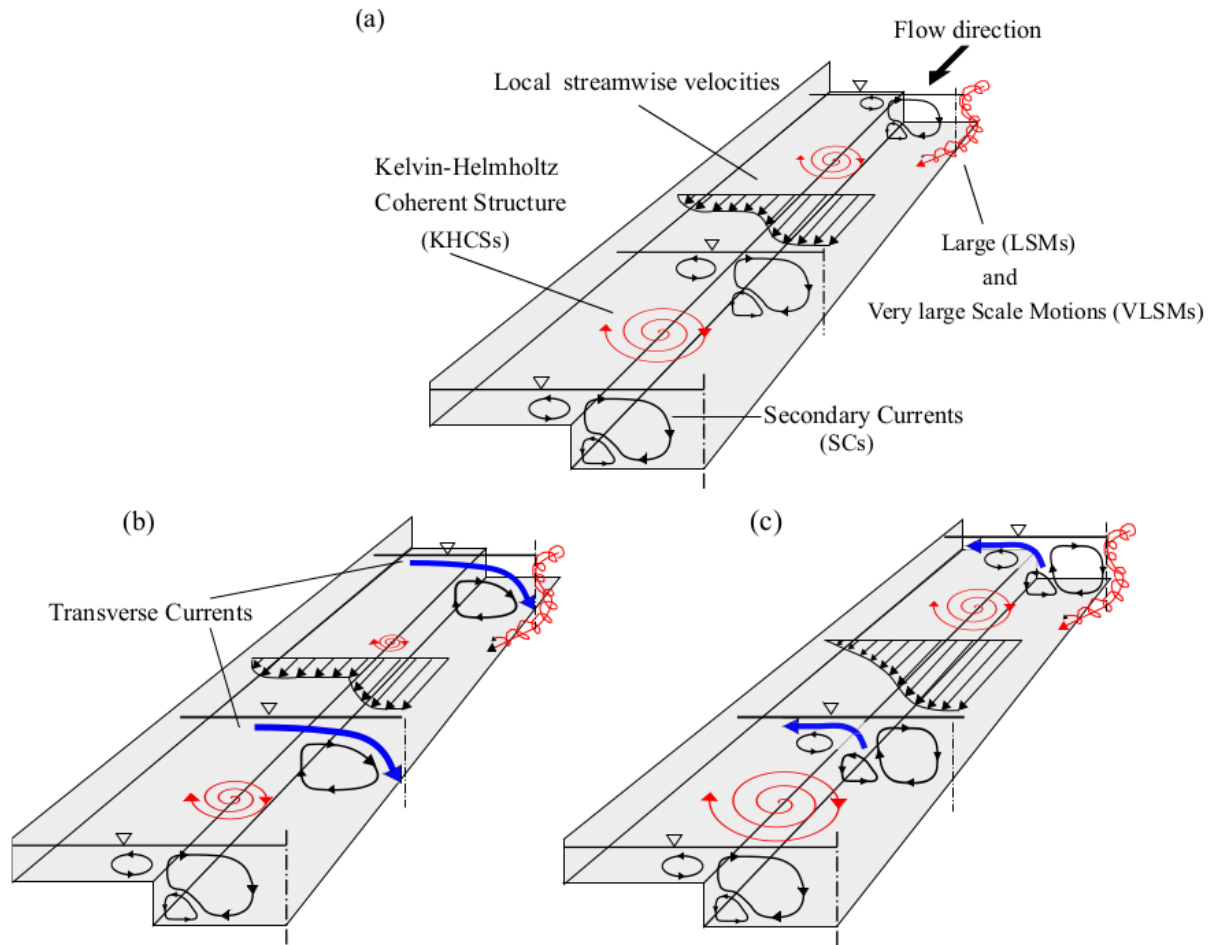 (a)
Flow direction
Local streamwise velocities
Kelvin-Helmholtz
Coherent Structure
(KHCSs)
Large (LSMs)
and
Very large Scale Motions (VLSMs)
Secondary Currents
(SCs)
(b)
(c)
Transverse Currents